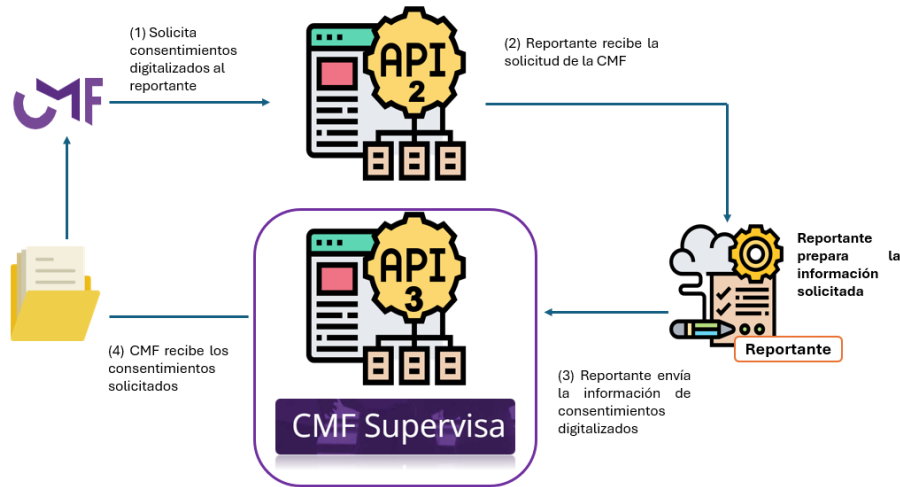 (1) Solicita
consentimientos
digitalizados al
reportante
API
2
(2) Reportante recibe la
solicitud de la CMF
CMF
Reportante
prepara la
información
solicitada
Reportante
API
3
CMF Supervisa
(3) Reportante envía
la información de
consentimientos
digitalizados
(4) CMF recibe los
consentimientos
solicitados